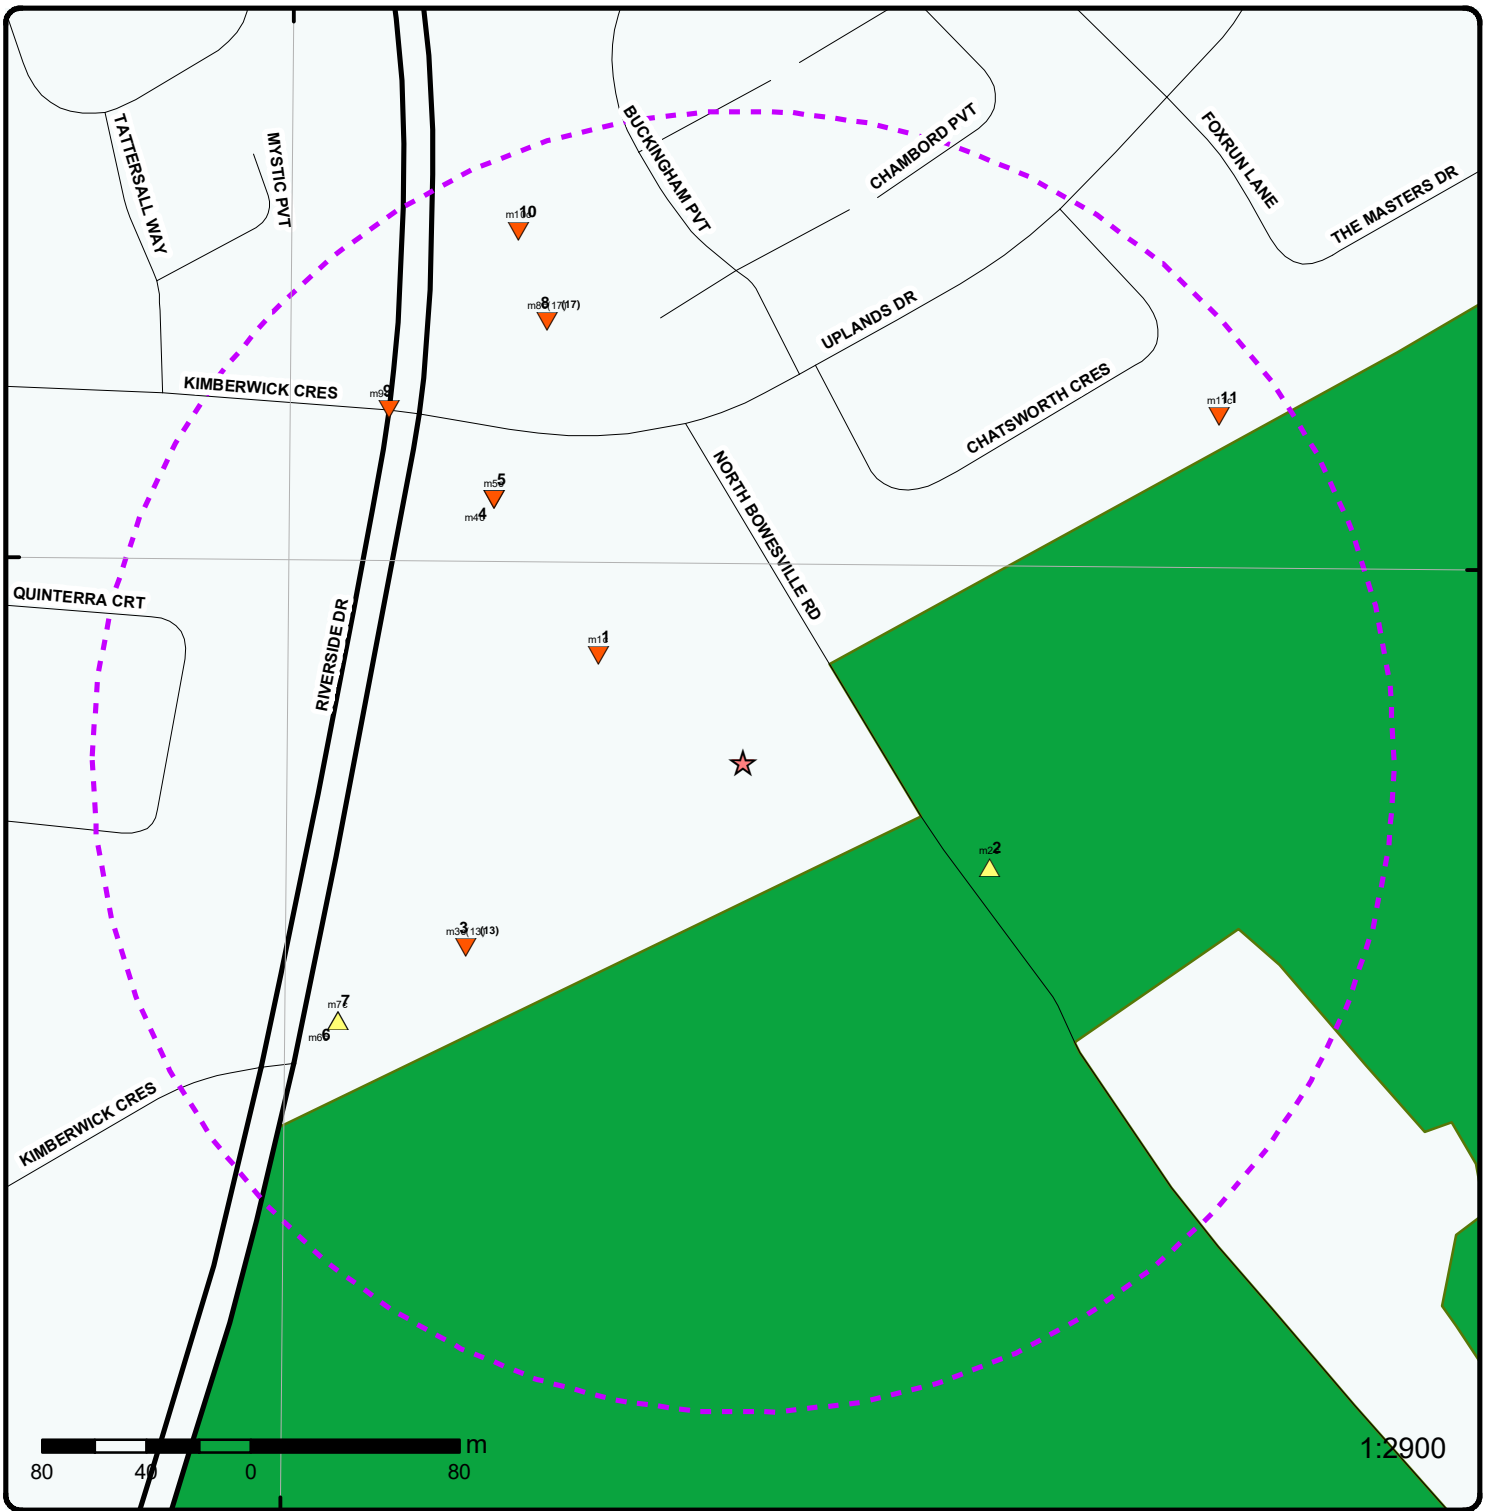 TATTERSALL WAY
MYSTIC PVT
BUCKINGHAM PVT
CHAMBORD PVT
FOXRUN LANE
THE MASTERS DR
10
8 (17)
UPLANDS DR
KIMBERWICK CRES
9
CHATSWORTH CRES
11
NORTH BOWESVILLE RD
5
4
QUINTERRA CRT
RIVERSIDE DR
1
2
3 (13)
7
6
KIMBERWICK CRES
m
80 40 0 80
1:2900